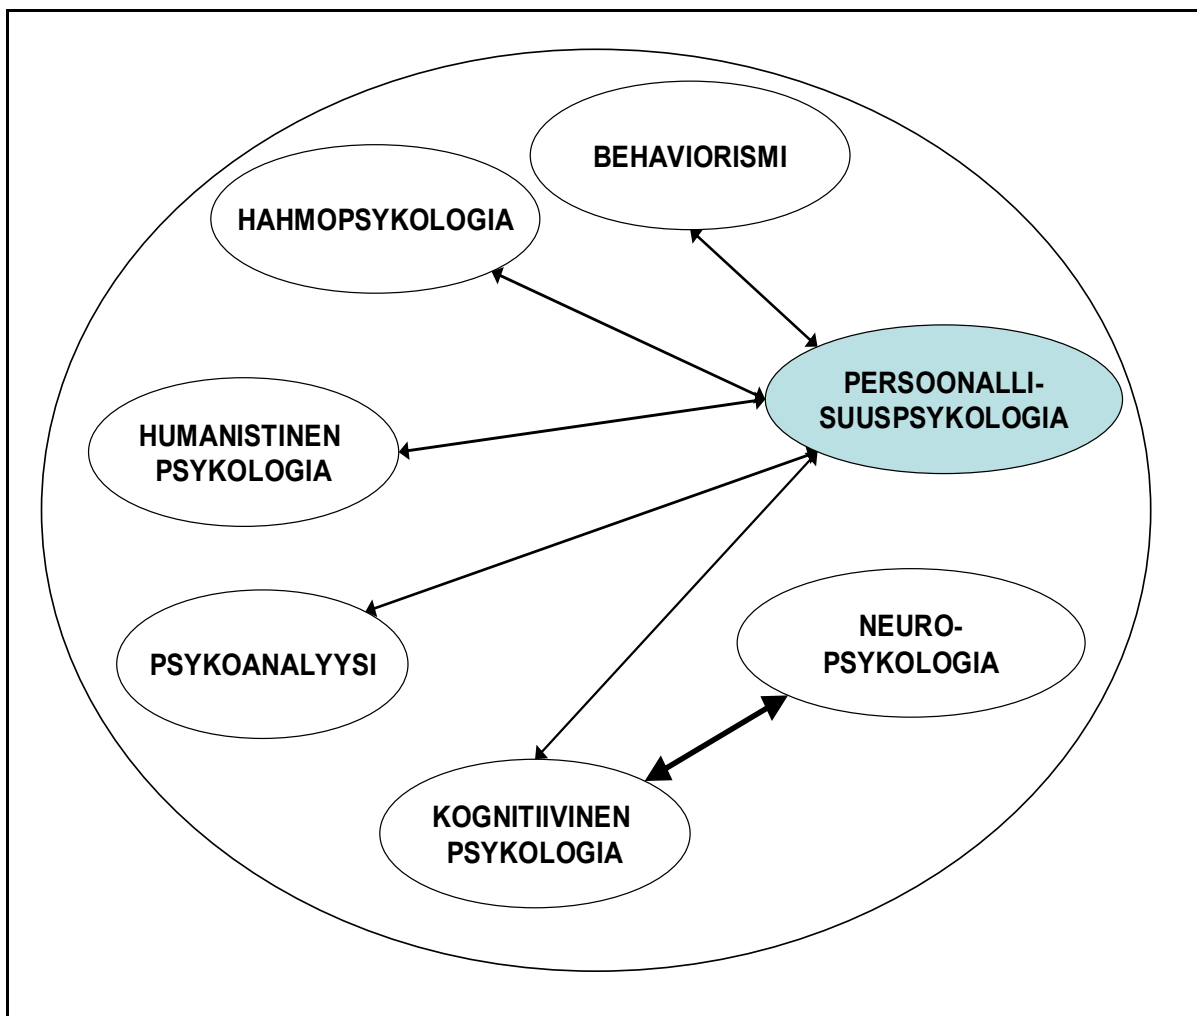 BEHAVIORISMI
HAHMOPSYKOLOGIA
PERSOONALLI-
SUUSPSYKOLOGIA
HUMANISTINEN
PSYKOLOGIA
NEURO-
PSYKOLOGIA
PSYKOANALYYSI
KOGNITIIVINEN
PSYKOLOGIA